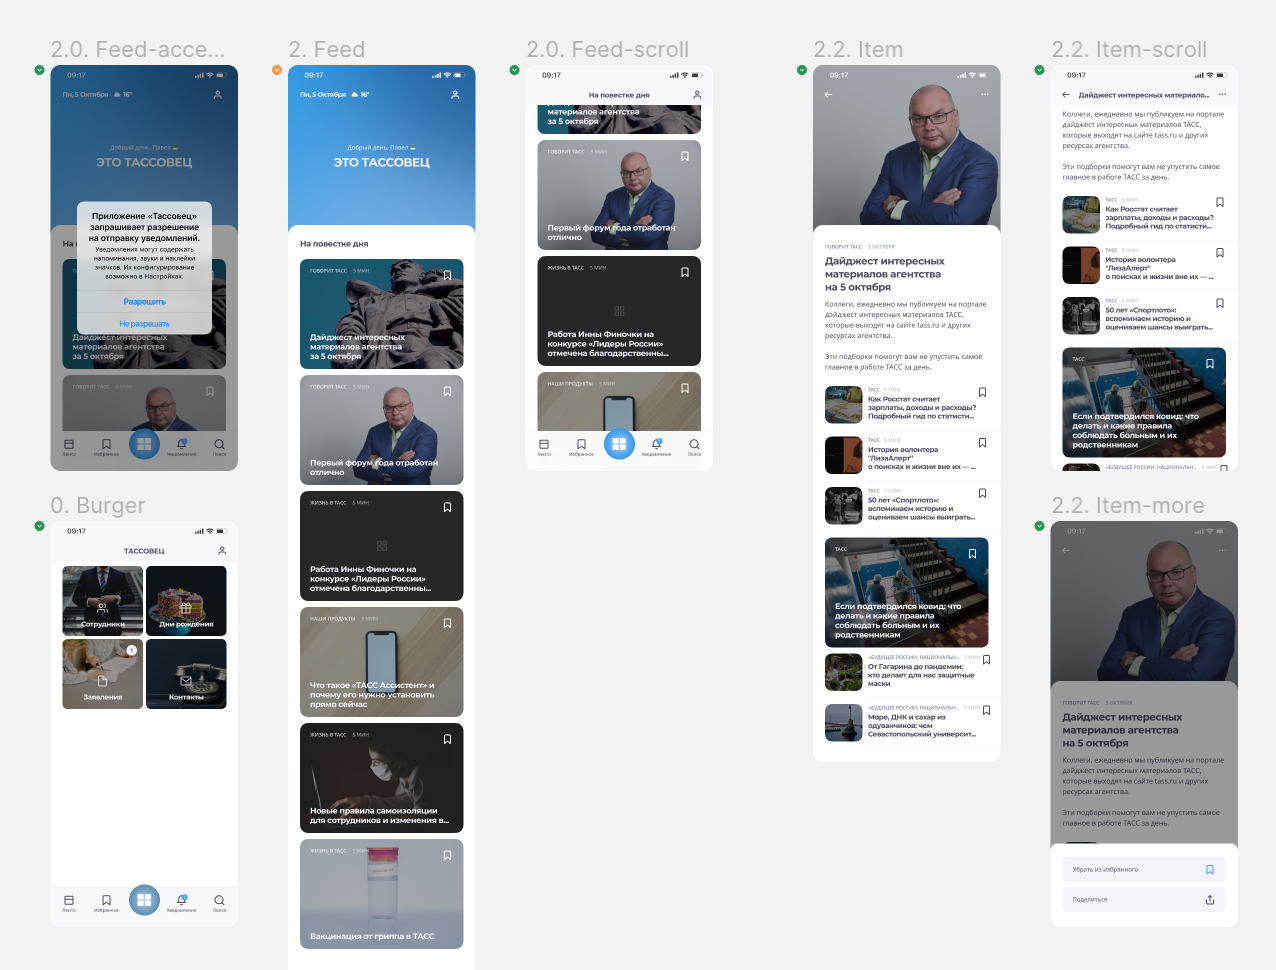 2.0. Feed-acce...
09:17
Пн, 5 Октября 16°
Добрый день, Павел
ЭТО ТАССОВЕЦ
Приложение «Тассовец»
запрашивает разрешение
на отправку уведомлений.
Уведомления могут содержать
напоминания, звуки и наклейки
значков. Их конфигурирование
возможно в Настройках.
Разрешить
Не разрешать
На
Дайджест интересных
материалов агентства
за 5 октября
ГОВОРИТ ТАСС 5 МИН
Лента
Избранное
Уведомления
Поиск
0. Burger
09:17
ТАССОВЕЦ
Сотрудники
Дни рождения
1
Заявления
Контакты
Лента
Избранное
Уведомления
Поиск
2. Feed
09:17
Пн, 5 Октября 16°
Добрый день, Павел
ЭТО ТАССОВЕЦ
На повестке дня
ГОВОРИТ ТАСС 5 МИН
Дайджест интересных
материалов агентства
за 5 октября
ГОВОРИТ ТАСС 5 МИН
Первый форум года отработан
отлично
ЖИЗНЬ В ТАСС 5 МИН
Работа Инны Финочки на
конкурсе «Лидеры России»
отмечена благодарственны...
НАШИ ПРОДУКТЫ 5 МИН
Что такое «ТАСС Ассистент» и
почему его нужно установить
прямо сейчас
ЖИЗНЬ В ТАСС 5 МИН
Новые правила самоизоляции
для сотрудников и изменения в...
ЖИЗНЬ В ТАСС 5 МИН
Вакцинация от гриппа в ТАСС
2.0. Feed-scroll
09:17
На повестке дня
материалов агентства
за 5 октября
ГОВОРИТ ТАСС 5 МИН
Первый форум года отработан
отлично
ЖИЗНЬ В ТАСС 5 МИН
Работа Инны Финочки на
конкурсе «Лидеры России»
отмечена благодарственны...
НАШИ ПРОДУКТЫ 5 МИН
Лента
Избранное
Уведомления
Поиск
2.2. Item
09:17
ГОВОРИТ ТАСС 5 ОКТЯБРЯ
Дайджест интересных
материалов агентства
на 5 октября
Коллеги, ежедневно мы публикуем на портале
дайджест интересных материалов ТАСС,
которые выходят на сайте tass.ru и других
ресурсах агентства.
Эти подборки помогут вам не упустить самое
главное в работе ТАСС за день.
ТАСС 5 МИН
Как Росстат считает
зарплаты, доходы и расходы?
Подробный гид по статисти...
ТАСС 5 МИН
История волонтера
"ЛизаАлерт"
о поисках и жизни вне их — ...
ТАСС 5 МИН
50 лет «Спортлото»:
вспоминаем историю и
оцениваем шансы выиграть...
ТАСС
Если подтвердился ковид: что
делать и какие правила
соблюдать больным и их
родственникам
«БУДУЩЕЕ РОССИИ. НАЦИОНАЛЬН... 5 МИН
От Гагарина до пандемии:
кто делает для нас защитные
маски
«БУДУЩЕЕ РОССИИ. НАЦИОНАЛЬН... 5 МИН
Море, ДНК и сахар из
одуванчиков: чем
Севастопольский университ...
2.2. Item-scroll
09:17
Дайджест интересных материало... ...
Коллеги, ежедневно мы публикуем на портале
дайджест интересных материалов ТАСС,
которые выходят на tass.ru и других
ресурсах агентства.
Эти подборки помогут вам не упустить самое
главное в работе ТАСС за день.
ТАСС 5 МИН
Как Росстат считает
зарплаты, доходы и расходы?
Подробный гид по статисти...
ТАСС 5 МИН
История волонтера
"ЛизаАлерт"
о поисках и жизни вне их — ...
ТАСС 5 МИН
50 лет «Спортлото»:
вспоминаем историю и
оцениваем шансы выиграть...
ТАСС
Если подтвердился ковид: что
делать и какие правила
соблюдать больным и их
родственникам
«БУДУЩЕЕ РОССИИ, НАЦИОНАЛЬН... 5 МИН
2.2. Item-more
09:17
ГОВОРИТ ТАСС 5 ОКТЯБРЯ
Дайджест интересных
материалов агентства
на 5 октября
Коллеги, ежедневно мы публикуем на портале
дайджест интересных материалов ТАСС,
которые выходят на сайте tass.ru и других
ресурсах агентства.
Эти подборки помогут вам не упустить самое
главное в работе ТАСС за день.
Убрать из избранного
Поделиться